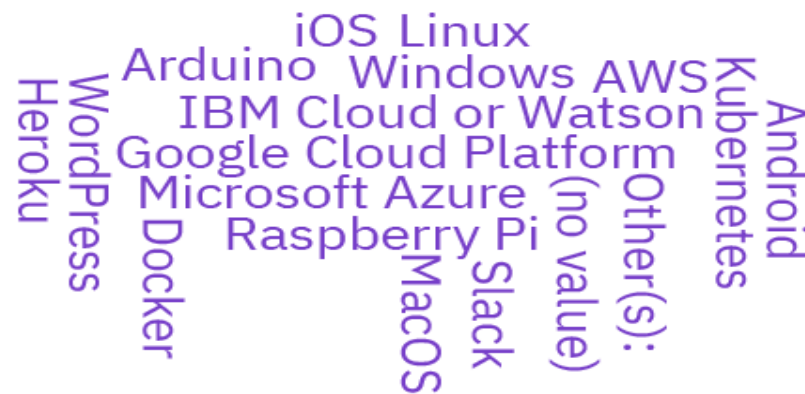 iOS Linux
Arduino Windows AWS
IBM Cloud or Watson
Google Cloud Platform
Microsoft Azure
Raspberry Pi
Heroku
WordPress
Docker
MacOS
Slack
(no value)
Other(s):
Kubernetes
Android